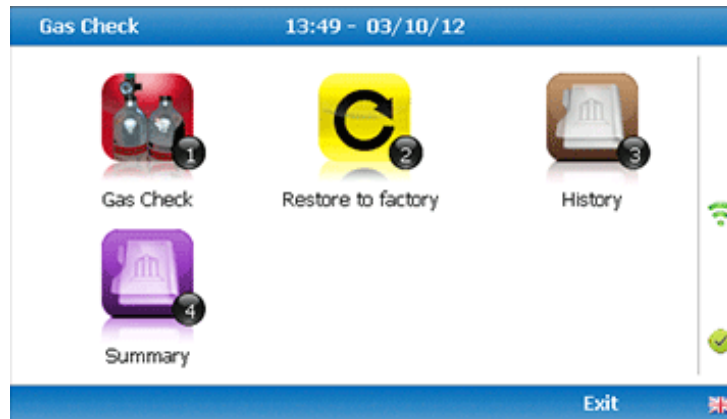 Gas Check 13:49 - 03/10/12
1 2 3
Gas Check Restore to factory History
4
Summary
Exit